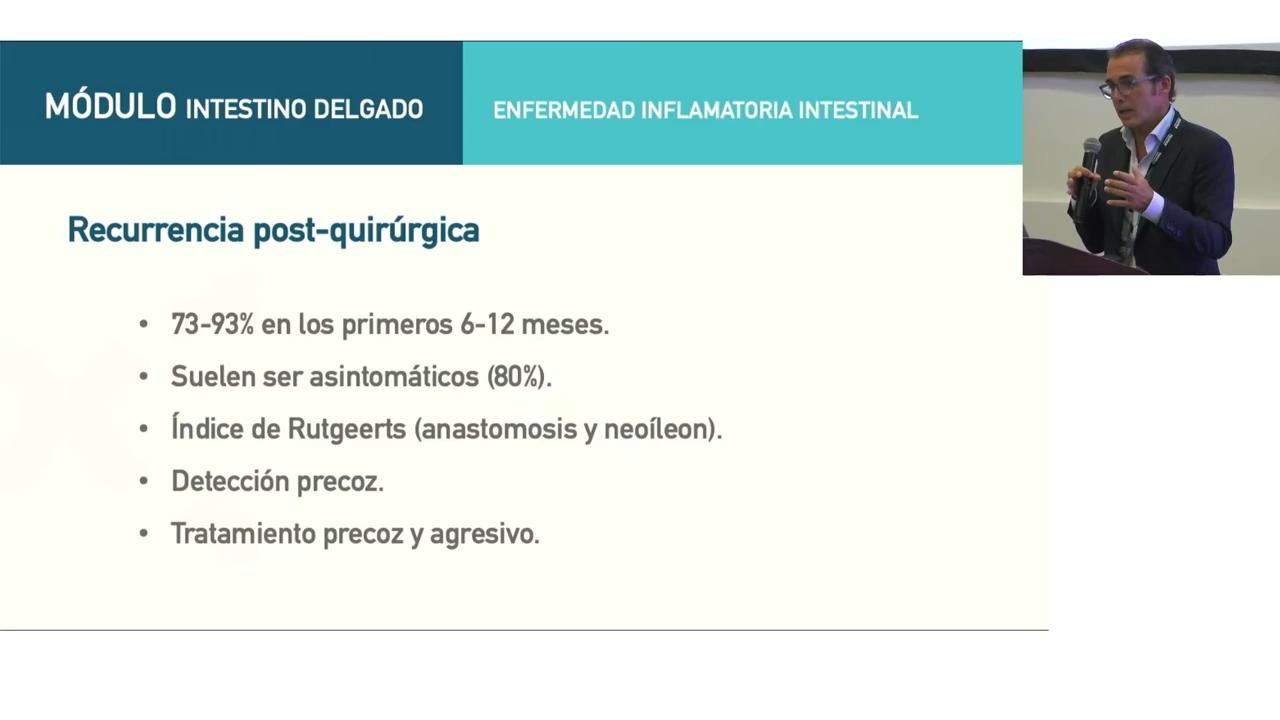 MÓDULO INTESTINO DELGADO
ENFERMEDAD INFLAMATORIA INTESTINAL
Recurrencia post-quirúrgica
• 73-93% en los primeros 6-12 meses.
• Suelen ser asintomáticos (80%).
• Índice de Rutgeerts (anastomosis y neoíleon).
• Detección precoz.
• Tratamiento precoz y agresivo.